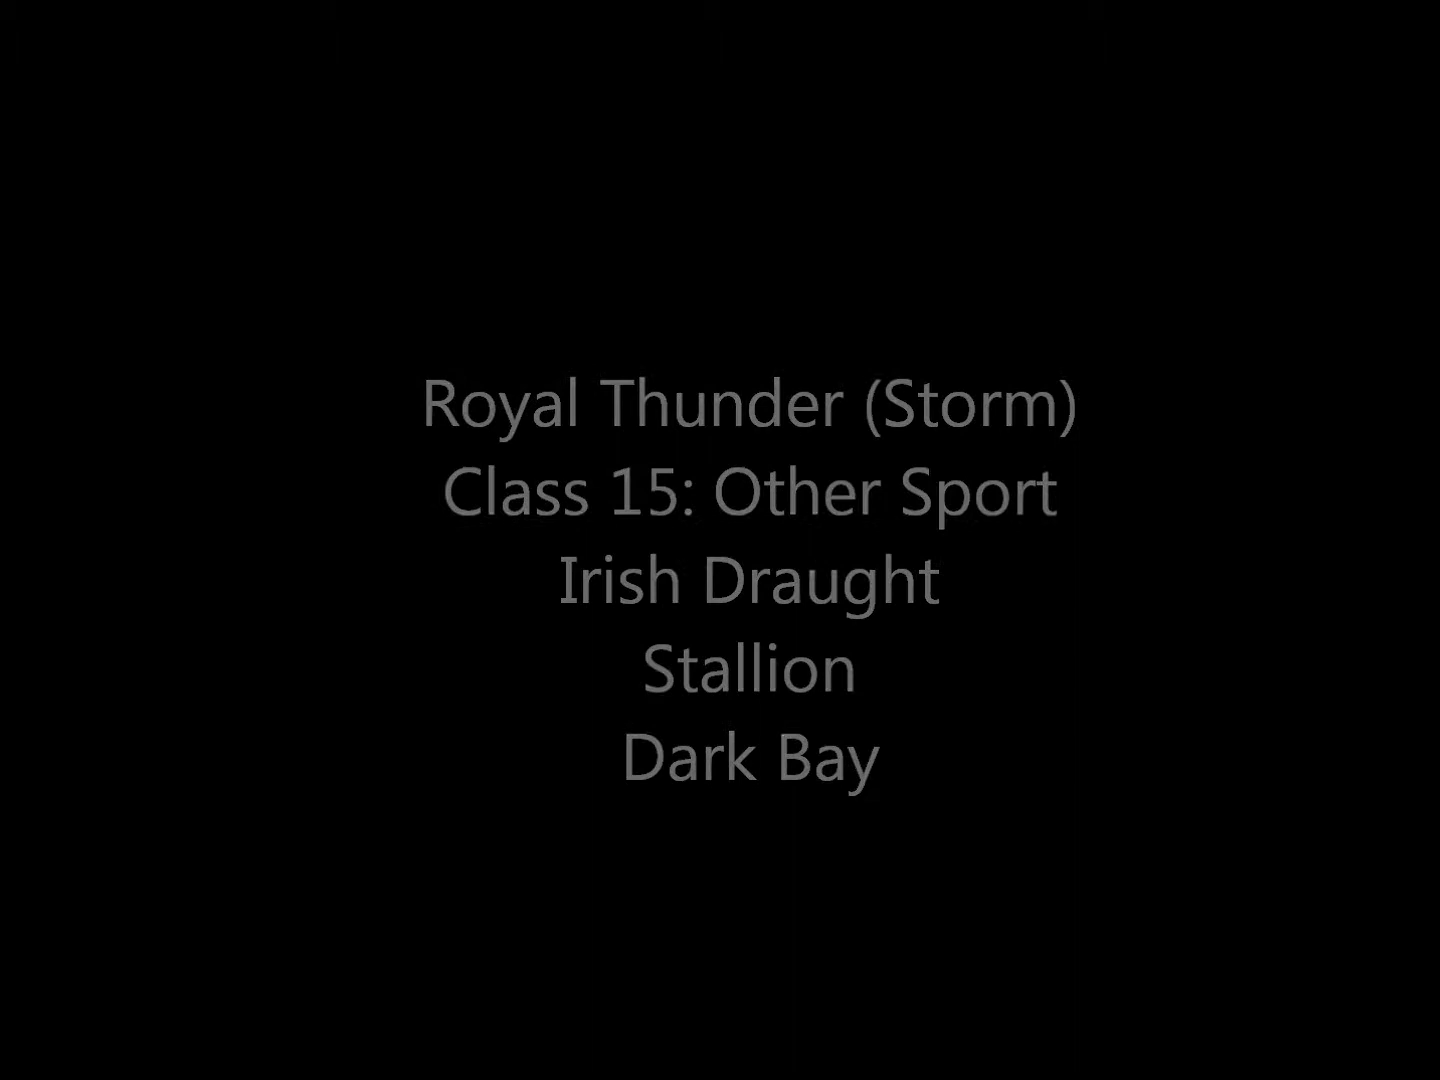 Royal Thunder (Storm)
Class 15: Other Sport
Irish Draught
Stallion
Dark Bay